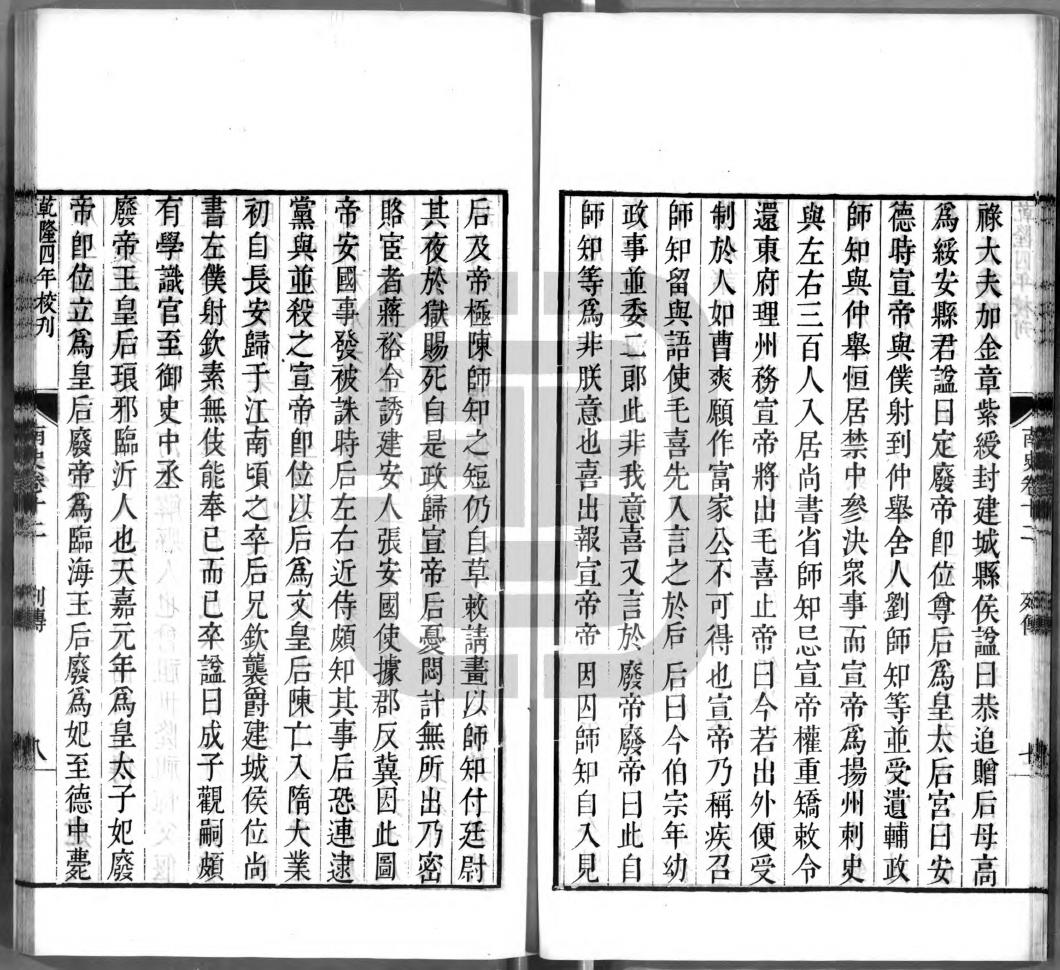 祿大夫加金章紫綬封建城縣侯諡曰恭追贈后母高
爲綏安縣君諡曰定廢帝卽位尊后爲皇太后宮曰安
德時宣帝與僕射到仲舉舍人劉師知等並受遺輔政
師知與仲舉恒居禁中參決衆事而宣帝爲揚州刺史
與左右三百人入居尚書省師知忌宣帝權重矯敕令
還東府理州務宣帝將出毛喜止帝曰今若出外便受
制於人如曹爽願作富家公不可得也宣帝乃稱疾召
師知留與語使毛喜先入言之於后后曰今伯宗年幼
政事並委二郞此非我意喜又言於廢帝廢帝曰此自
師知等爲非朕意也喜出報宣帝帝因囚師知自入見
南史卷十二 列傳 七
后及帝極陳師知之短仍自草敕請畫以師知付廷尉
其夜於獄賜死自是政歸宣帝后憂悶計無所出乃密
賂宦者蔣裕令誘建安人張安國使據郡反冀因此圖
帝安國事發被誅時后左右近侍頗知其事后恐連逮
黨與並殺之宣帝卽位以后爲文皇后陳亡入隋大業
初自長安歸于江南頃之卒后兄欽襲爵建城侯位尚
書左僕射欽素無伎能奉己而已卒諡曰成子觀嗣頗
有學識官至御史中丞
廢帝王皇后琅邪臨沂人也天嘉元年爲皇太子妃廢
帝卽位立爲皇后廢帝爲臨海王后廢爲妃至德中薨
乾隆四年校刊 南史卷十二 列傳 八